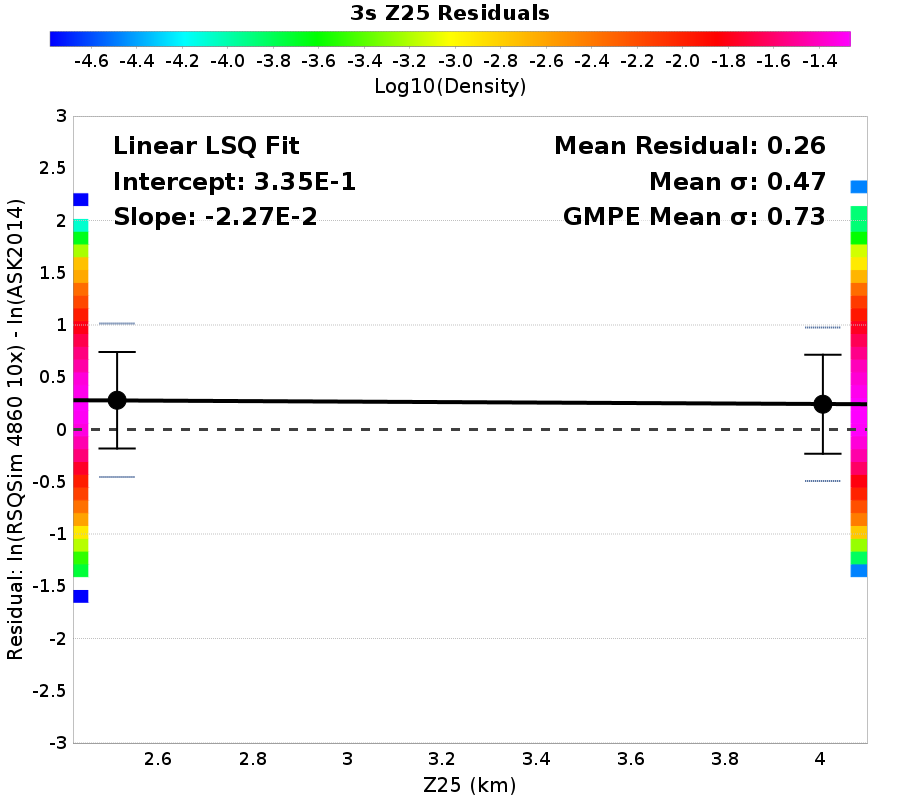 3s Z25 Residuals
-4.6 -4.4 -4.2 -4.0 -3.8 -3.6 -3.4 -3.2 -3.0 -2.8 -2.6 -2.4 -2.2 -2.0 -1.8 -1.6 -1.4
Log10(Density)
Linear LSQ Fit
Intercept: 3.35E-1
Slope: -2.27E-2
Mean Residual: 0.26
Mean σ: 0.47
GMPE Mean σ: 0.73
Residual: ln(RSQSim 4860 10x) - ln(ASK2014)
3
2.5
2
1.5
1
0.5
0
-0.5
-1
-1.5
-2
-2.5
-3
2.6 2.8 3 3.2 3.4 3.6 3.8 4
Z25 (km)